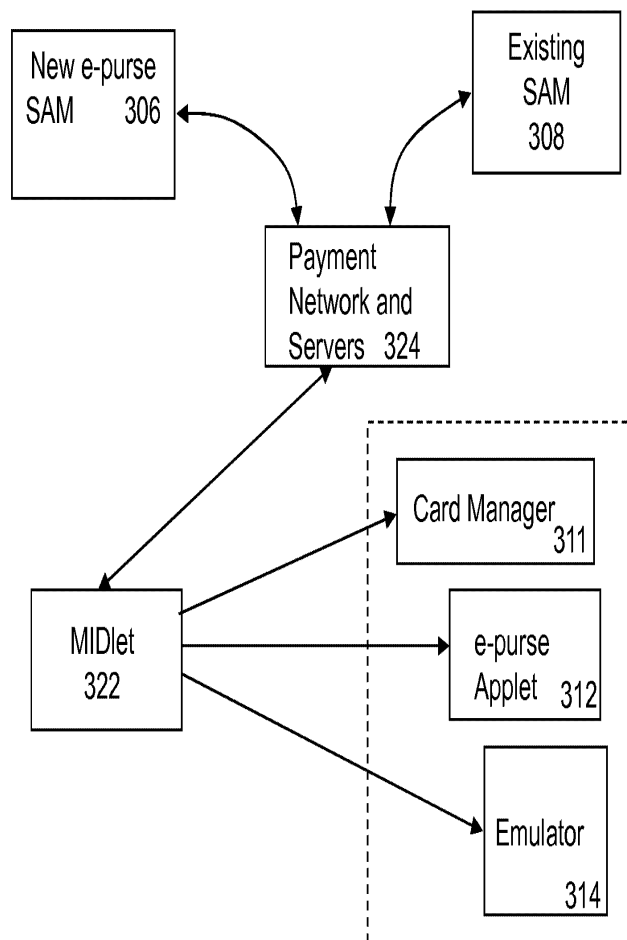 New e-purse
SAM 306
Existing
SAM
308
Payment
Network and
Servers 324
Card Manager
311
MIDlet
322
e-purse
Applet 312
Emulator
314